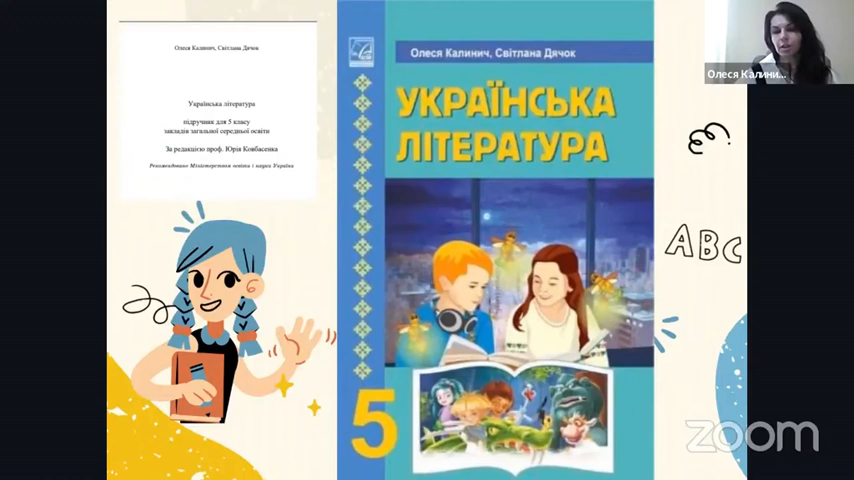 Олеся Калинич, Світлана Дячок
Українська література
підручник для 5 класу
закладів загальної середньої освіти
За редакцією проф. Юрія Ковбасенка
Рекомендовано Міністерством освіти і науки України
Олеся Калинич, Світлана Дячок
УКРАЇНСЬКА
ЛІТЕРАТУРА
5
Олеся Калини...
ABC
zoom